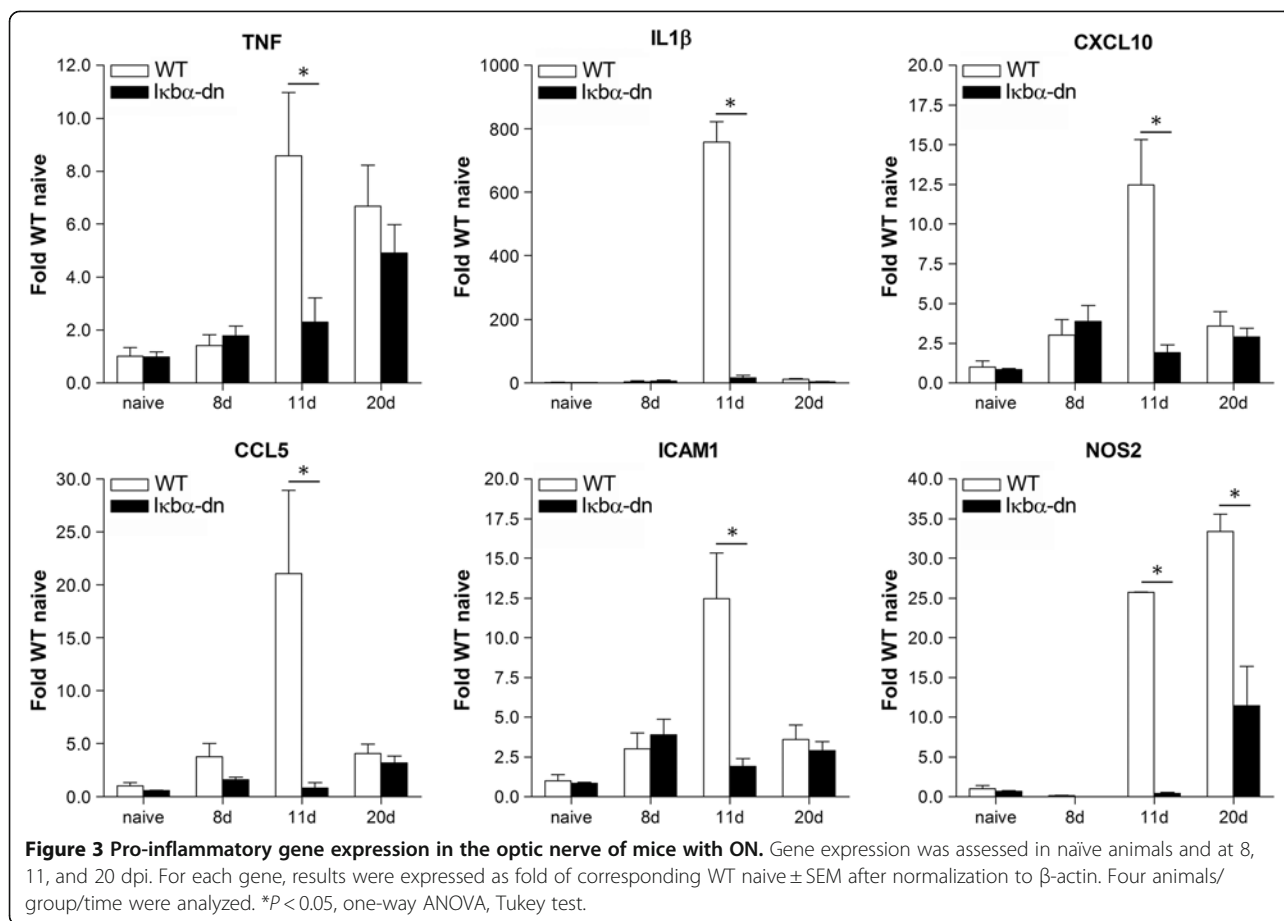 TNF
Fold WT naive
12.0
10.0
8.0
6.0
4.0
2.0
0.0
WT
Iκbα-dn
*
naive 8d 11d 20d
IL1β
Fold WT naive
1000
800
600
400
200
0
WT
Iκbα-dn
*
naive 8d 11d 20d
CXCL10
Fold WT naive
20.0
17.5
15.0
12.5
10.0
7.5
5.0
2.5
0.0
WT
Iκbα-dn
*
naive 8d 11d 20d
CCL5
Fold WT naive
30.0
25.0
20.0
15.0
10.0
5.0
0.0
WT
Iκbα-dn
*
naive 8d 11d 20d
ICAM1
Fold WT naive
20.0
17.5
15.0
12.5
10.0
7.5
5.0
2.5
0.0
WT
Iκbα-dn
*
naive 8d 11d 20d
NOS2
Fold WT naive
40.0
35.0
30.0
25.0
20.0
15.0
10.0
5.0
0.0
WT
Iκbα-dn
*
*
naive 8d 11d 20d
Figure 3 Pro-inflammatory gene expression in the optic nerve of mice with ON. Gene expression was assessed in naïve animals and at 8,
11, and 20 dpi. For each gene, results were expressed as fold of corresponding WT naive ± SEM after normalization to β-actin. Four animals/
group/time were analyzed. *P < 0.05, one-way ANOVA, Tukey test.